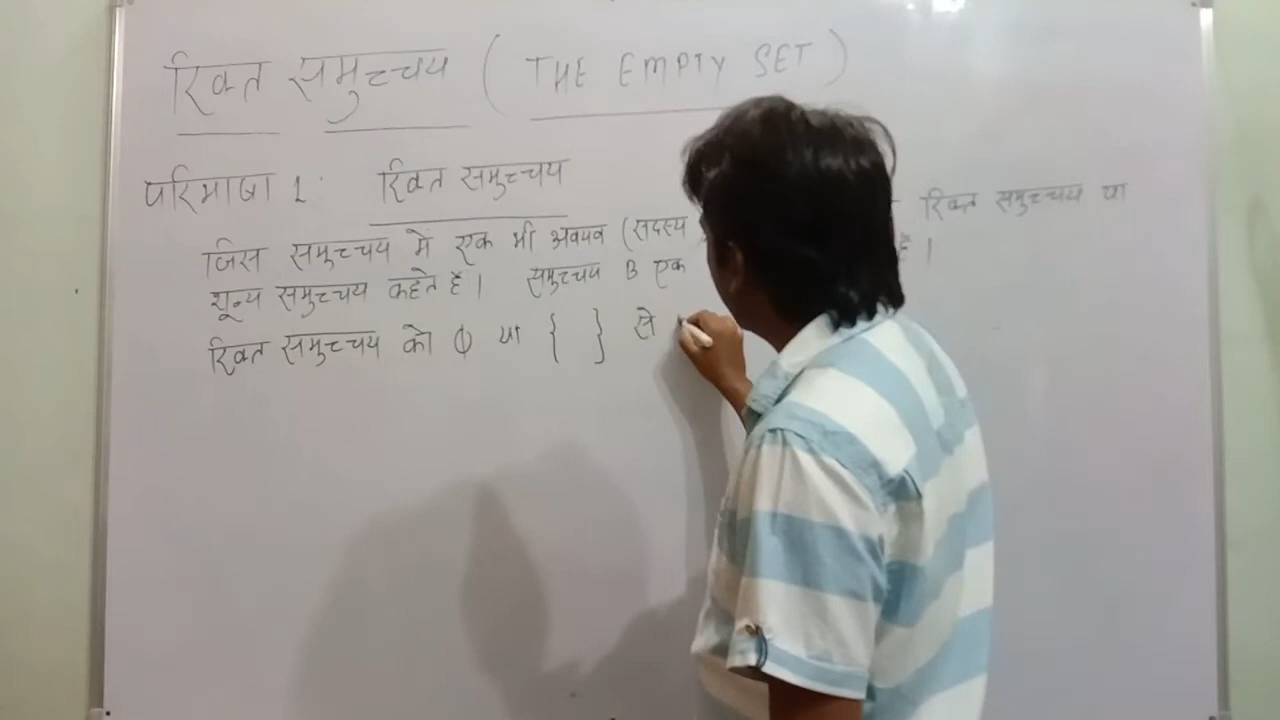 रिक्त समुच्चय ( THE EMPTY SET )
परिभाषा 1: रिक्त समुच्चय
जिस समुच्चय में एक भी अवयव (सदस्य रिक्त समुच्चय या
शून्य समुच्चय कहते हैं। समुच्चय B एक है।
रिक्त समुच्चय को ϕ या { } से